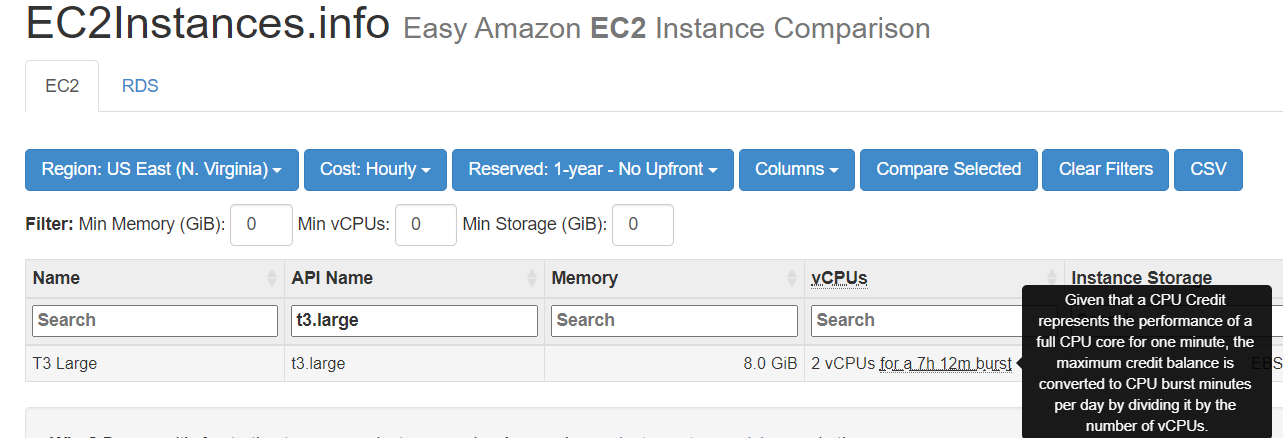 EC2Instances.info Easy Amazon EC2 Instance Comparison
EC2 RDS
Region: US East (N. Virginia) Cost: Hourly Reserved: 1-year - No Upfront Columns Compare Selected Clear Filters CSV
Filter: Min Memory (GiB): 0 Min vCPUs: 0 Min Storage (GiB): 0
Name API Name Memory vCPUs Instance Storage
Search t3.large Search Search
T3 Large t3.large 8.0 GiB 2 vCPUs for a 7h 12m burst EBS
Given that a CPU Credit
represents the performance of a
full CPU core for one minute, the
maximum credit balance is
converted to CPU burst minutes
per day by dividing it by the
number of vCPUs.